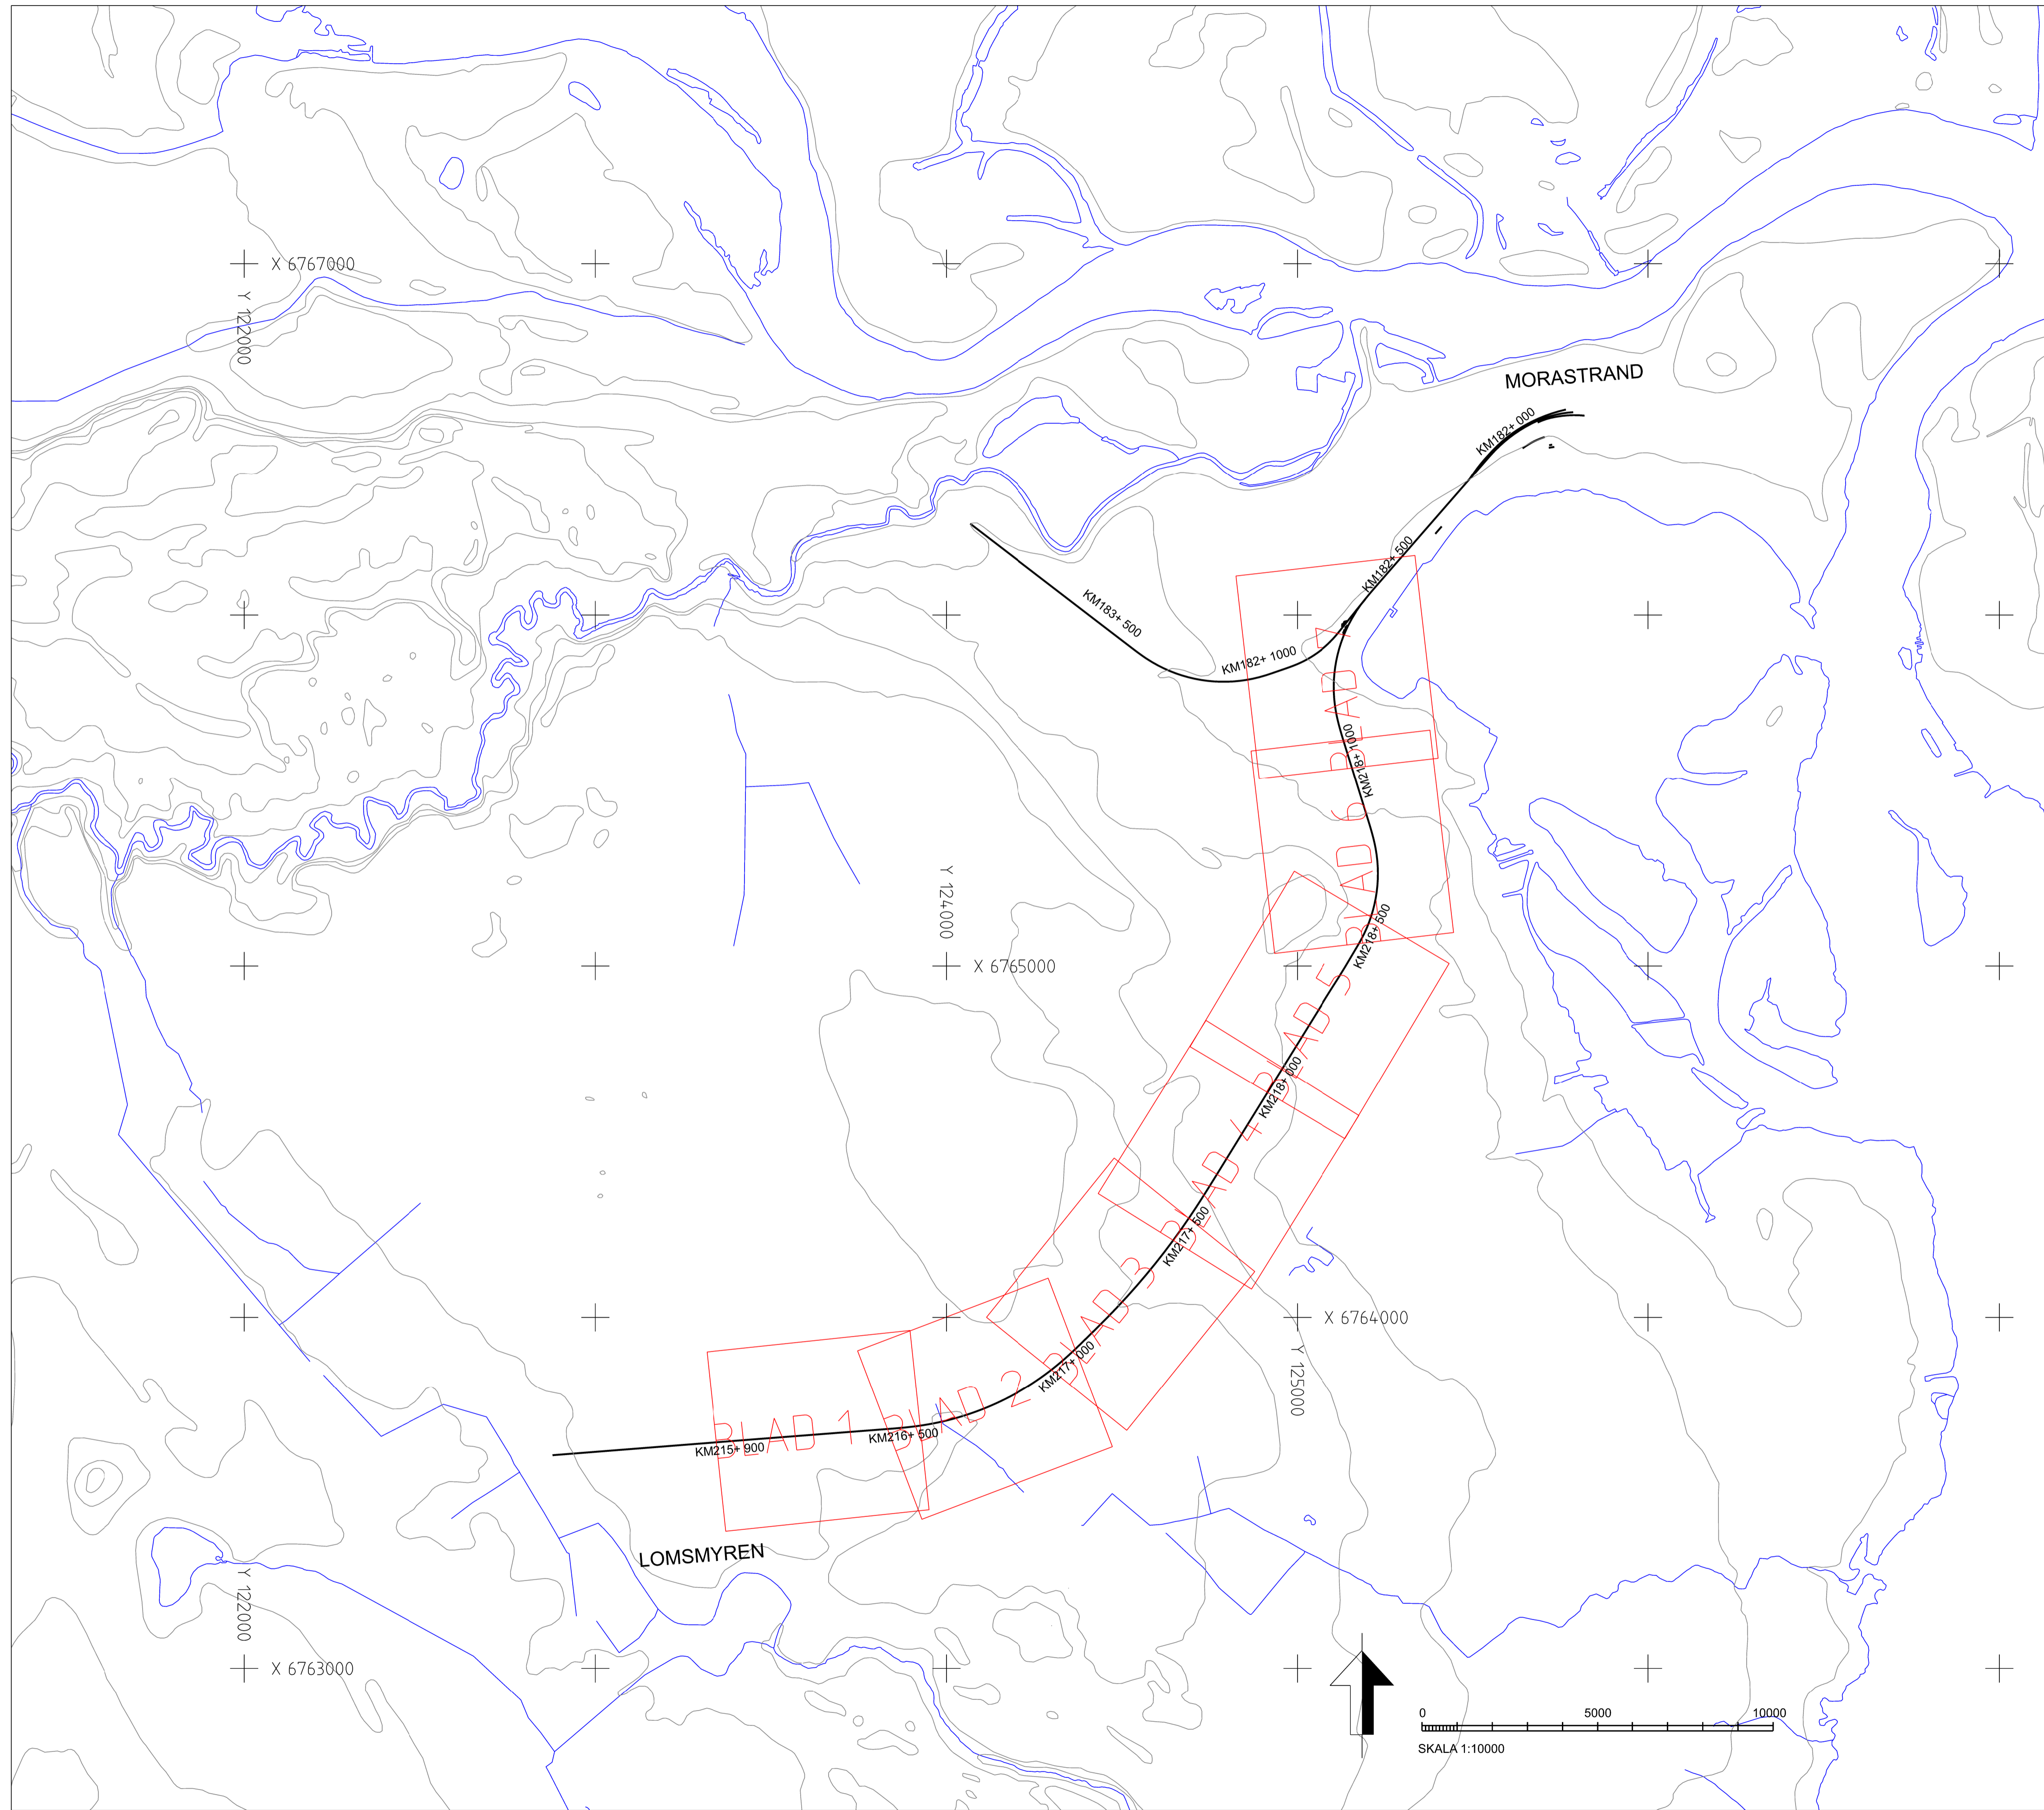 X 6767000
Y 122000
MORASTRAND
KM182+ 000
KM182+ 500
KM183+ 500
KM182+ 1000
BLAD 7
KM218+ 1000
BLAD 6
Y 124000
X 6765000
KM218+ 500
BLAD 5
KM218+ 000
BLAD 4
KM217+ 500
BLAD 3
X 6764000
Y 125000
KM217+ 000
BLAD 2
BLAD 1
KM216+ 500
KM215+ 900
LOMSMYREN
Y 122000
X 6763000
0 5000 10000
SKALA 1:10000